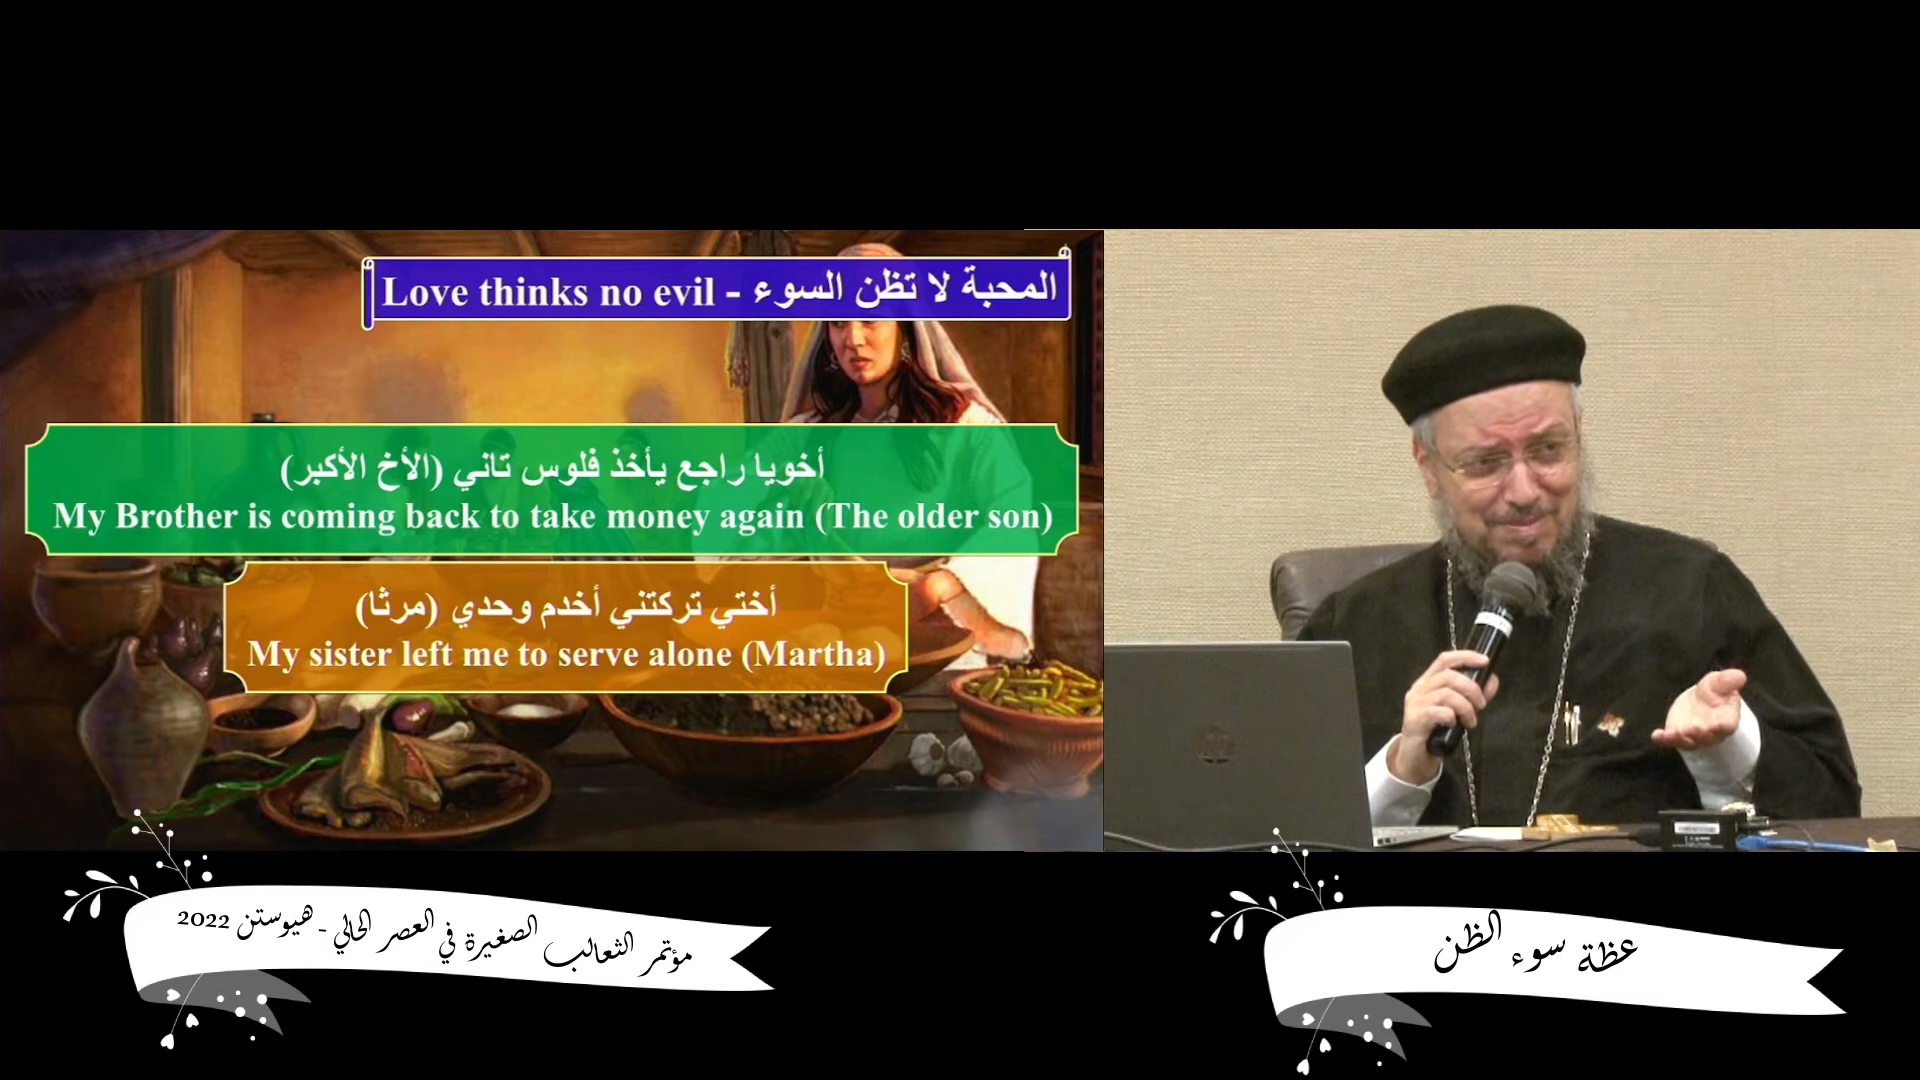 المحبة لا تظن السوء - Love thinks no evil
أخويا راجع يأخذ فلوس تاني (الأخ الأكبر)
My Brother is coming back to take money again (The older son)
أختي تركتني أخدم وحدي (مرثا)
My sister left me to serve alone (Martha)
مؤتمر الثعالب الصغيرة في العصر الحالي - هيوستن 2022
عظة سوء الظن